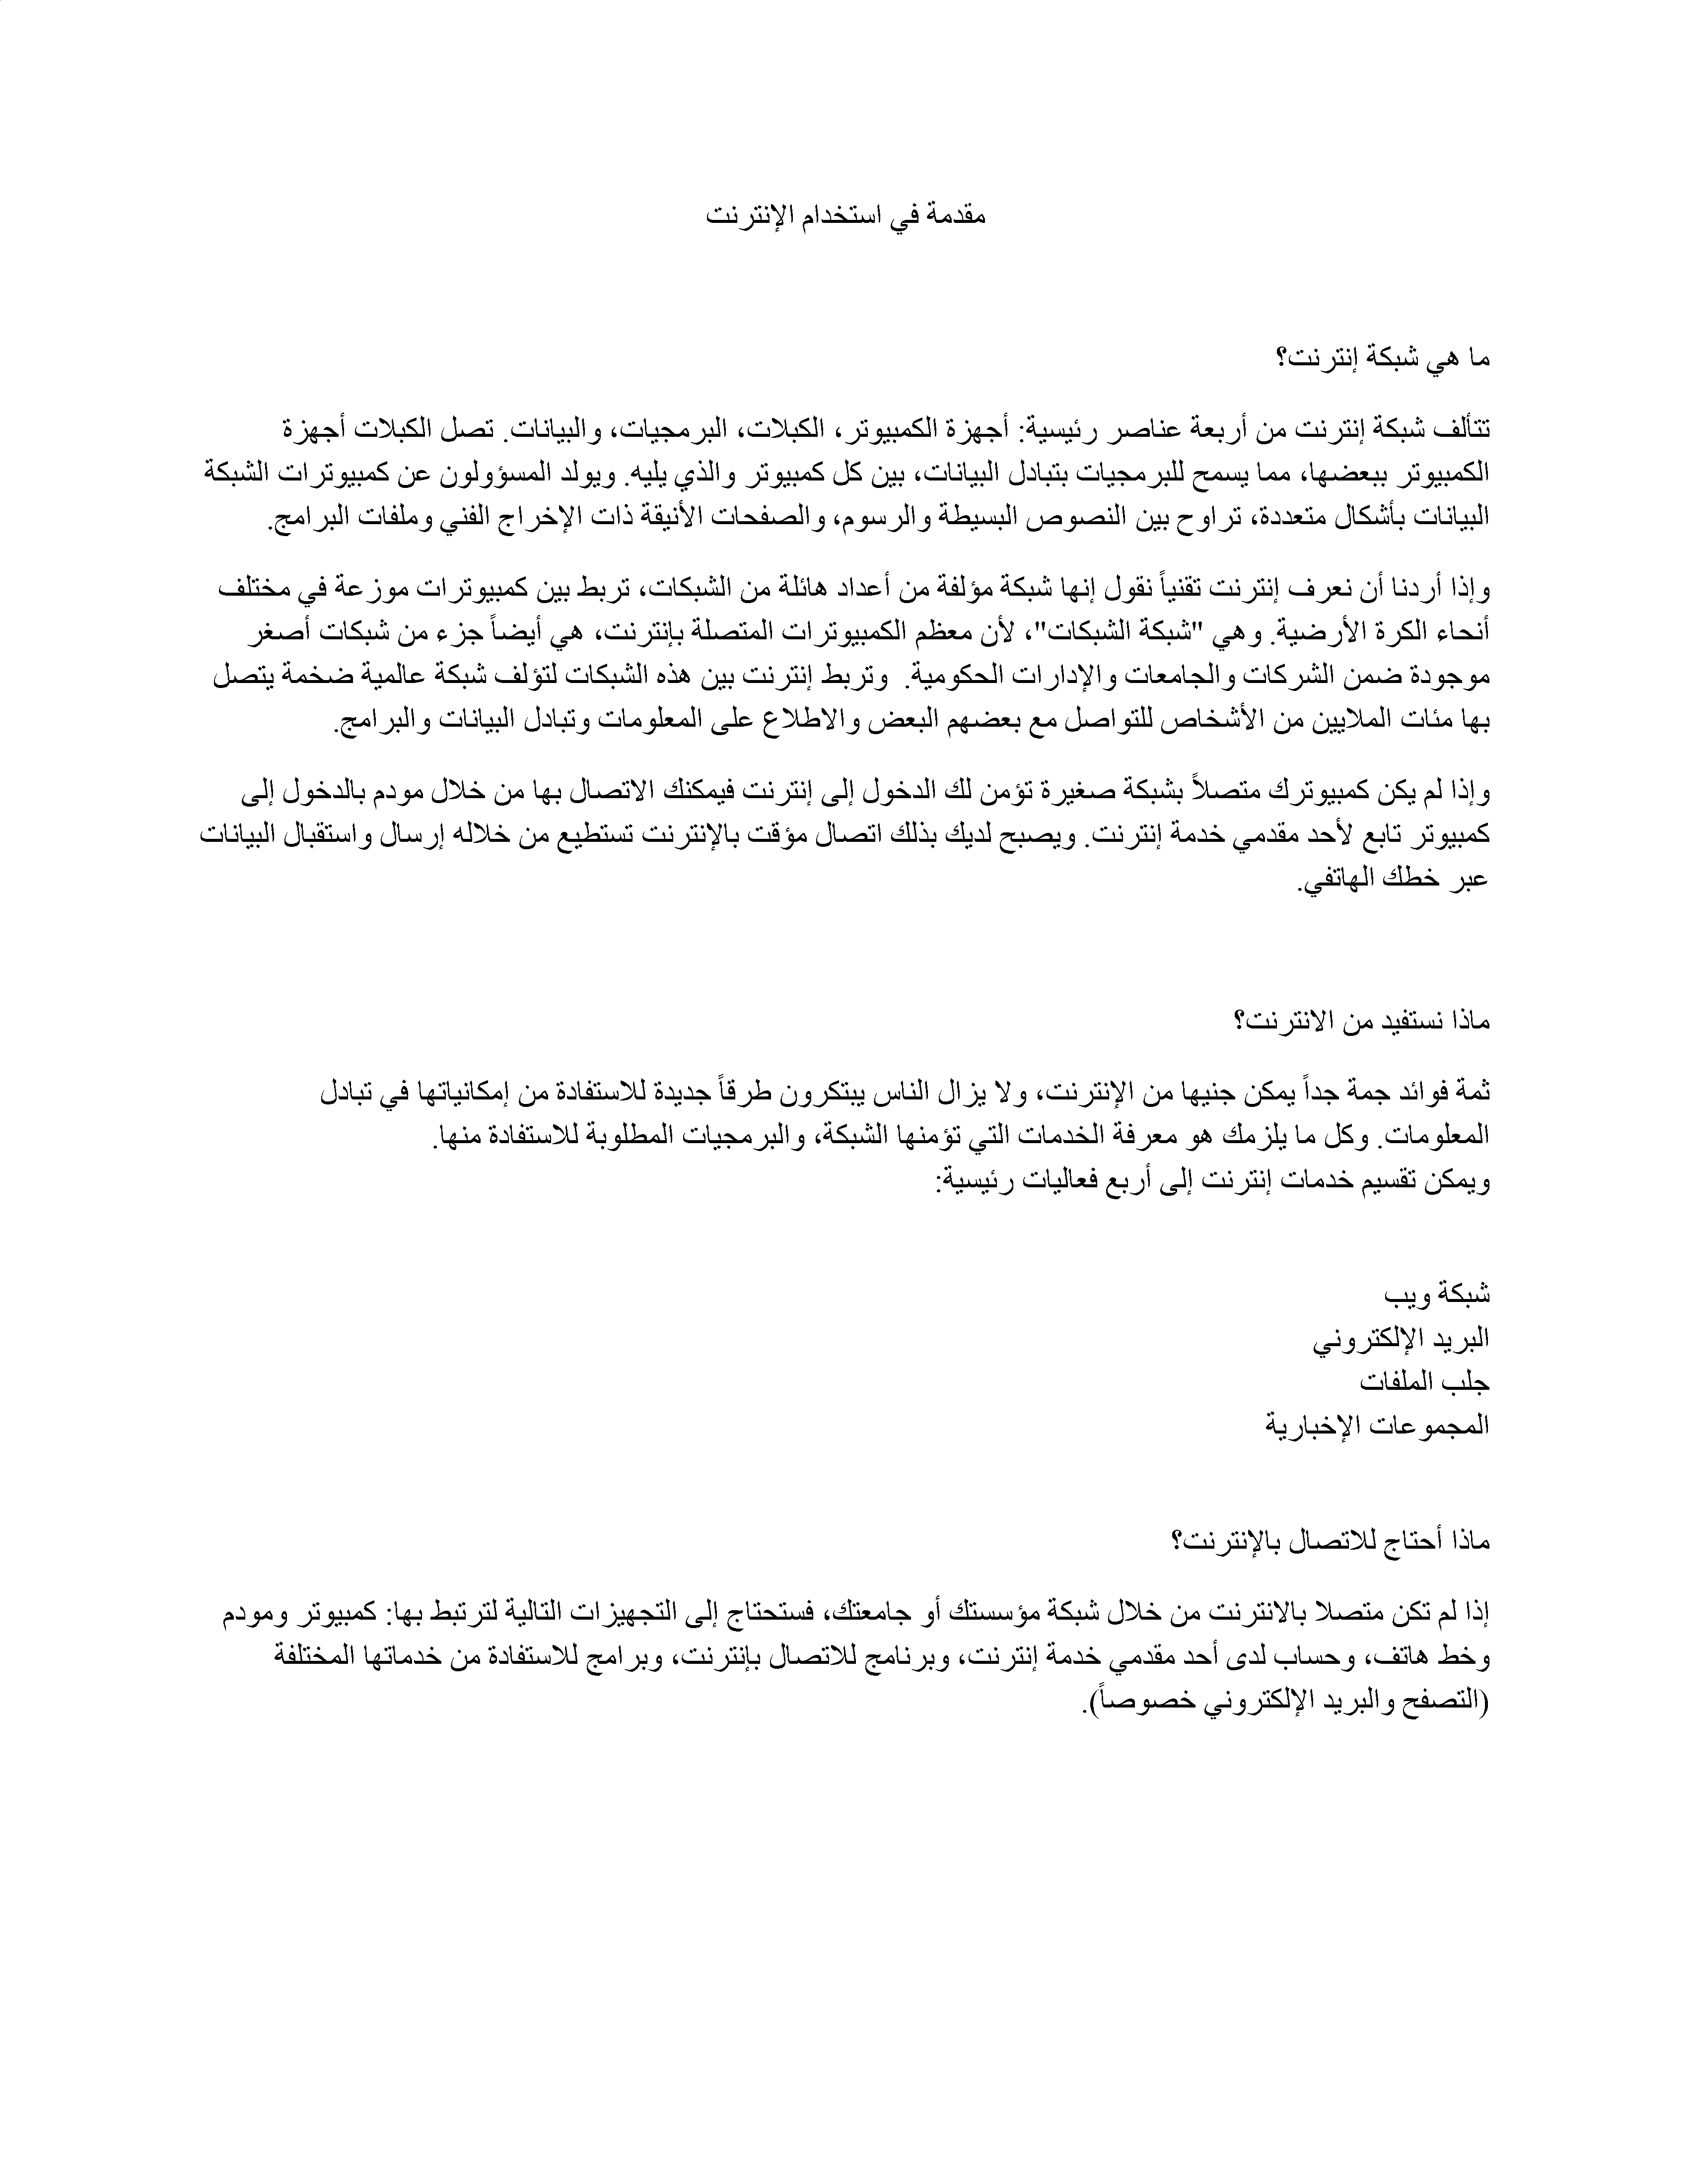 مقدمة في استخدام الإنترنت
ما هي شبكة إنترنت؟
تتألف شبكة إنترنت من أربعة عناصر رئيسية: أجهزة الكمبيوتر، الكبلات، البرمجيات، والبيانات. تصل الكبلات أجهزة
الكمبيوتر ببعضها، مما يسمح للبرمجيات بتبادل البيانات، بين كل كمبيوتر والذي يليه. ويولد المسؤولون عن كمبيوترات الشبكة
البيانات بأشكال متعددة، تراوح بين النصوص البسيطة والرسوم، والصفحات الأنيقة ذات الإخراج الفني وملفات البرامج.
وإذا أردنا أن نعرف إنترنت تقنياً نقول إنها شبكة مؤلفة من أعداد هائلة من الشبكات، تربط بين كمبيوترات موزعة في مختلف
أنحاء الكرة الأرضية. وهي "شبكة الشبكات"، لأن معظم الكمبيوترات المتصلة بإنترنت، هي أيضاً جزء من شبكات أصغر
موجودة ضمن الشركات والجامعات والإدارات الحكومية.  وتربط إنترنت بين هذه الشبكات لتؤلف شبكة عالمية ضخمة يتصل
بها مئات الملايين من الأشخاص للتواصل مع بعضهم البعض والاطلاع على المعلومات وتبادل البيانات والبرامج.
وإذا لم يكن كمبيوترك متصلاً بشبكة صغيرة تؤمن لك الدخول إلى إنترنت فيمكنك الاتصال بها من خلال مودم بالدخول إلى
كمبيوتر تابع لأحد مقدمي خدمة إنترنت. ويصبح لديك بذلك اتصال مؤقت بالإنترنت تستطيع من خلاله إرسال واستقبال البيانات
عبر خطك الهاتفي.
ماذا نستفيد من الانترنت؟
ثمة فوائد جمة جداً يمكن جنيها من الإنترنت، ولا يزال الناس يبتكرون طرقاً جديدة للاستفادة من إمكانياتها في تبادل
المعلومات. وكل ما يلزمك هو معرفة الخدمات التي تؤمنها الشبكة، والبرمجيات المطلوبة للاستفادة منها.
ويمكن تقسيم خدمات إنترنت إلى أربع فعاليات رئيسية:
شبكة ويب
البريد الإلكتروني
جلب الملفات
المجموعات الإخبارية
ماذا أحتاج للاتصال بالإنترنت؟
إذا لم تكن متصلا بالانترنت من خلال شبكة مؤسستك أو جامعتك، فستحتاج إلى التجهيزات التالية لترتبط بها: كمبيوتر ومودم
وخط هاتف، وحساب لدى أحد مقدمي خدمة إنترنت، وبرنامج للاتصال بإنترنت، وبرامج للاستفادة من خدماتها المختلفة
(التصفح والبريد الإلكتروني خصوصاً).